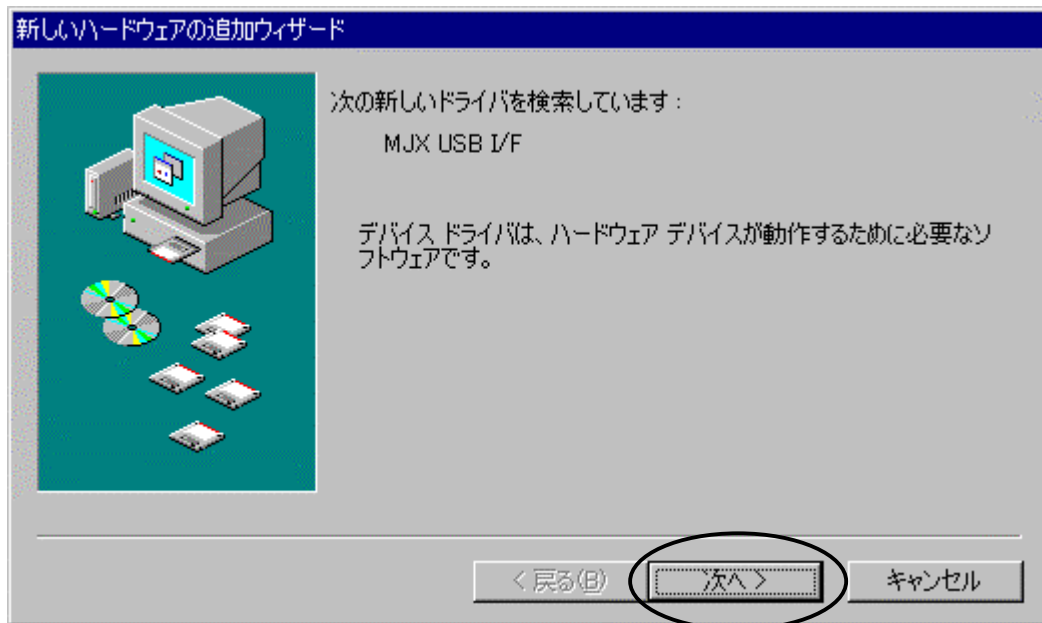 新しいハードウェアの追加ウィザード
次の新しいドライバを検索しています：
MJX USB I/F
デバイス ドライバは、ハードウェア デバイスが動作するために必要なソ
フトウェアです。
< 戻る(B)
次へ >
キャンセル